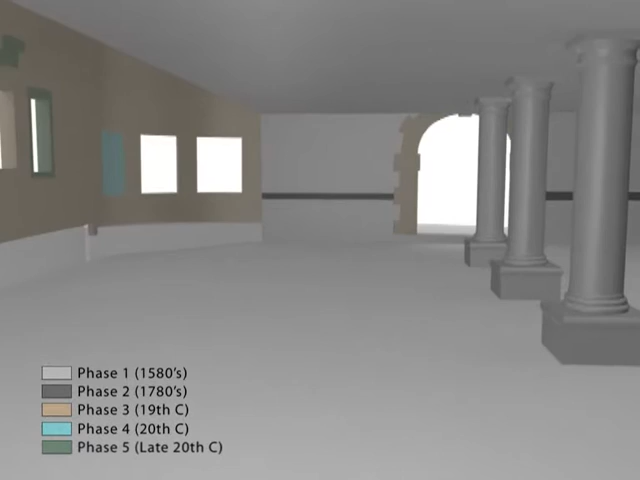 Phase 1 (1580's)
Phase 2 (1780's)
Phase 3 (19th C)
Phase 4 (20th C)
Phase 5 (Late 20th C)